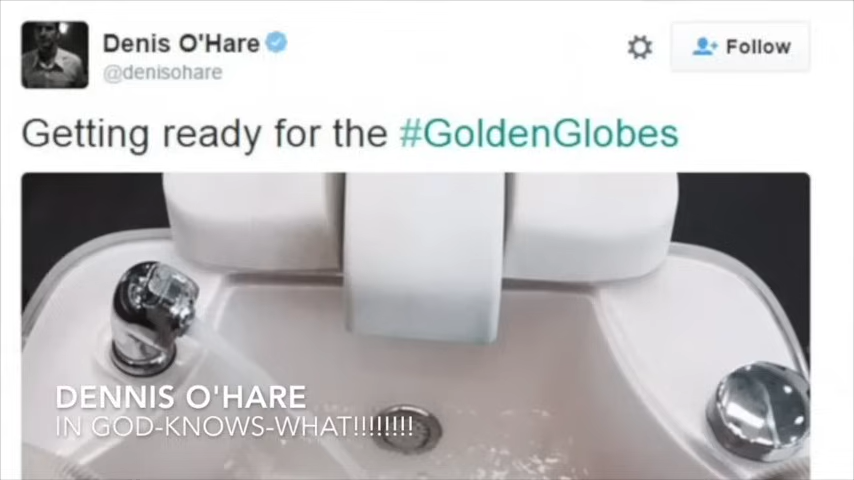 Denis O'Hare
@denisohare
Follow
Getting ready for the #GoldenGlobes
DENNIS O'HARE
IN GOD-KNOWS-WHAT!!!!!!!!